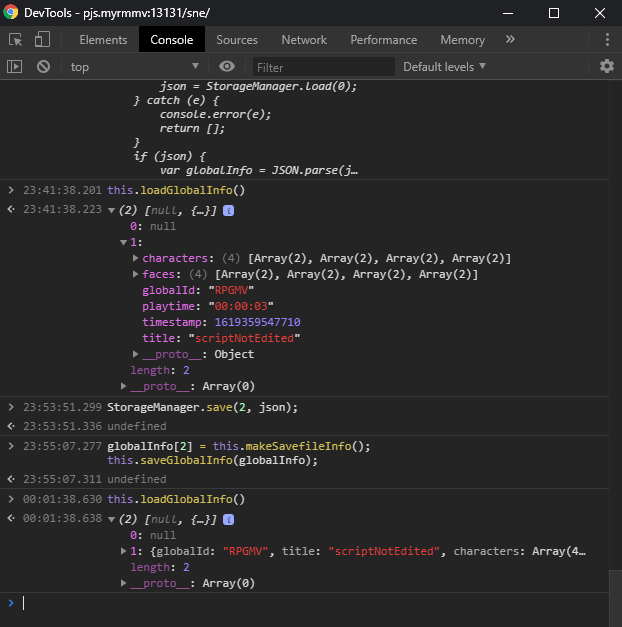 DevTools - pjs.myrmmv:13131/sne/
Elements Console Sources Network Performance Memory »
top Filter Default levels
json = StorageManager.load(0);
} catch (e) {
console.error(e);
return [];
}
if (json) {
var globalInfo = JSON.parse(j…
23:41:38.201 this.loadGlobalInfo()
23:41:38.223 (2) [null, {…}] i
0: null
1:
characters: (4) [Array(2), Array(2), Array(2), Array(2)]
faces: (4) [Array(2), Array(2), Array(2), Array(2)]
globalId: "RPGMV"
playtime: "00:00:03"
timestamp: 1619359547710
title: "scriptNotEdited"
__proto__: Object
length: 2
__proto__: Array(0)
23:53:51.299 StorageManager.save(2, json);
23:53:51.336 undefined
23:55:07.277 globalInfo[2] = this.makeSavefileInfo();
this.saveGlobalInfo(globalInfo);
23:55:07.311 undefined
00:01:38.630 this.loadGlobalInfo()
00:01:38.638 (2) [null, {…}] i
0: null
1: {globalId: "RPGMV", title: "scriptNotEdited", characters: Array(4…
length: 2
__proto__: Array(0)